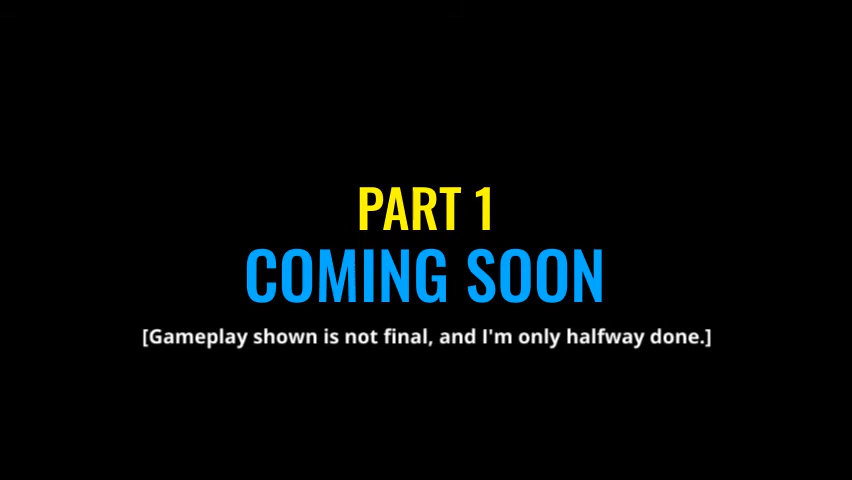 PART 1
COMING SOON
[Gameplay shown is not final, and I'm only halfway done.]